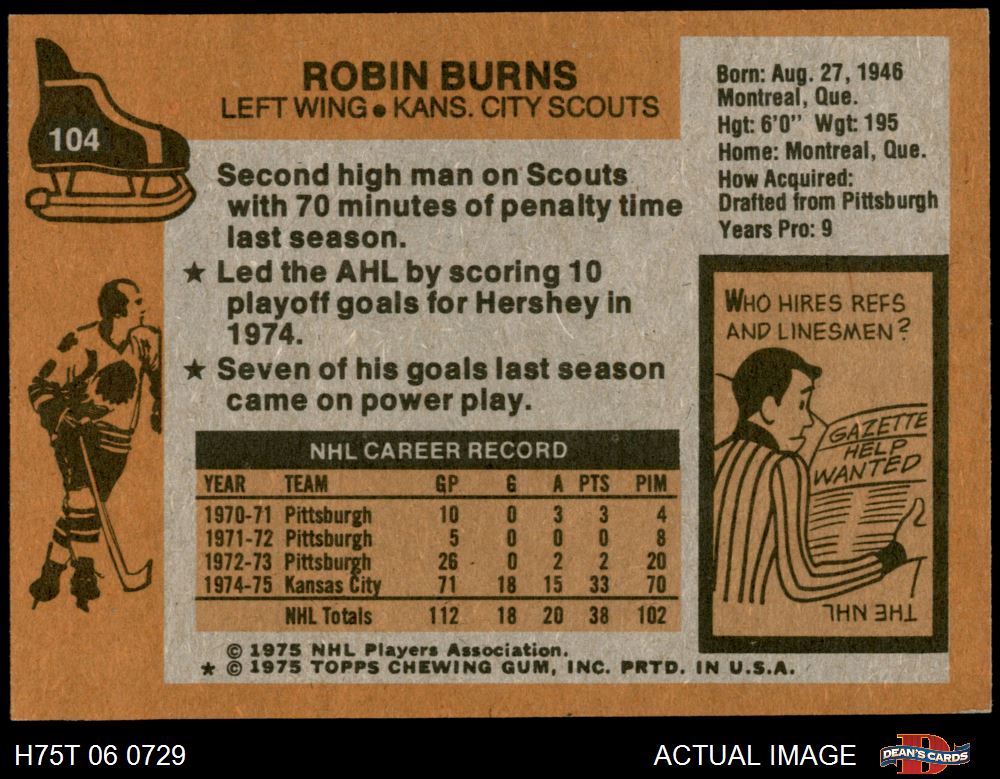 104
ROBIN BURNS
LEFT WING ● KANS. CITY SCOUTS
Born: Aug. 27, 1946
Montreal, Que.
Hgt: 6'0" Wgt: 195
Home: Montreal, Que.
How Acquired:
Drafted from Pittsburgh
Years Pro: 9
Second high man on Scouts
with 70 minutes of penalty time
last season.
★ Led the AHL by scoring 10
playoff goals for Hershey in
1974.
★ Seven of his goals last season
came on power play.
NHL CAREER RECORD
YEAR TEAM GP G A PTS PIM
1970-71 Pittsburgh 10 0 3 3 4
1971-72 Pittsburgh 5 0 0 0 8
1972-73 Pittsburgh 26 0 2 2 20
1974-75 Kansas City 71 18 15 33 70
NHL Totals 112 18 20 38 102
WHO HIRES REFS
AND LINESMEN?
GAZETTE
HELP
WANTED
THE NHL
© 1975 NHL Players Association.
★ © 1975 TOPPS CHEWING GUM, INC. PRTD. IN U.S.A.
H75T 06 0729
ACTUAL IMAGE
D
DEAN'S CARDS